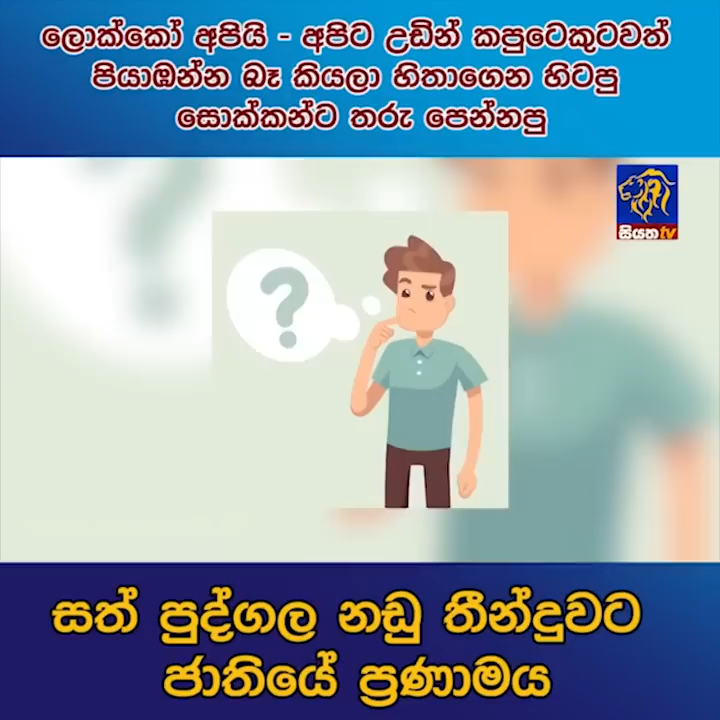 ලොක්කෝ අපියි - අපිට උඩින් කපුටෙකුටවත්
පියාඹන්න බෑ කියලා හිතාගෙන හිටපු
සොක්කන්ට තරු පෙන්නපු
සියත tv
?
සත් පුද්ගල නඩු තීන්දුවට
ජාතියේ ප්‍රණාමය